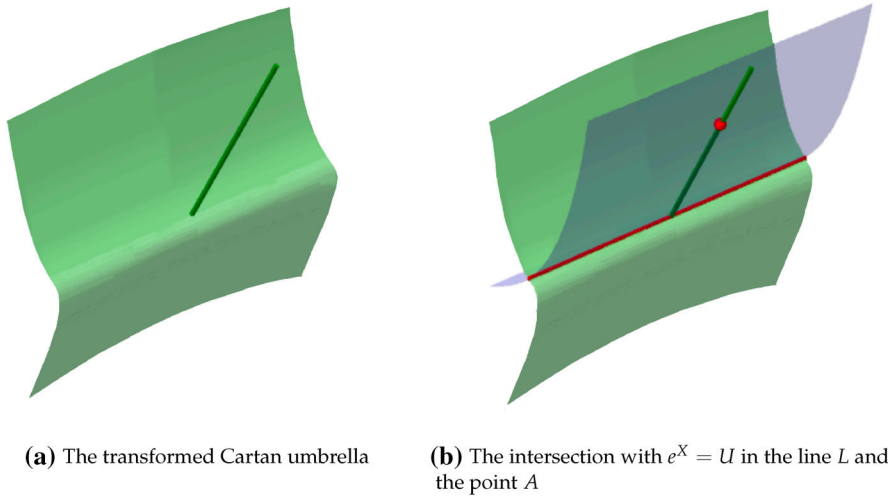 (a) The transformed Cartan umbrella
(b) The intersection with e^X = U in the line L and
the point A